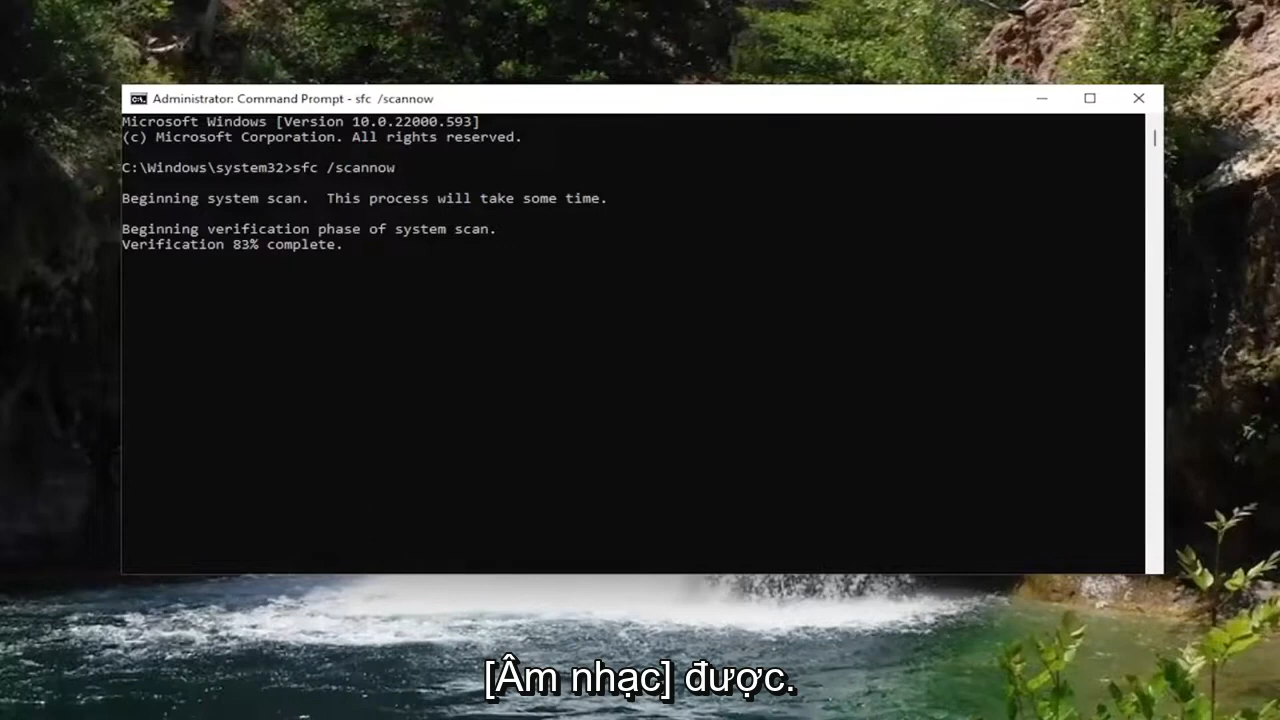 Administrator: Command Prompt - sfc  /scannow
Microsoft Windows [Version 10.0.22000.593]
(c) Microsoft Corporation. All rights reserved.
C:\Windows\system32>sfc /scannow
Beginning system scan.  This process will take some time.
Beginning verification phase of system scan.
Verification 83% complete.
[Âm nhạc] được.